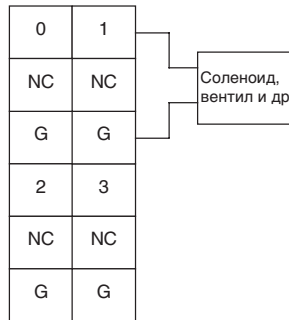 0 1
Соленоид,
NC NC
вентил и др
G G
2 3
NC NC
G G